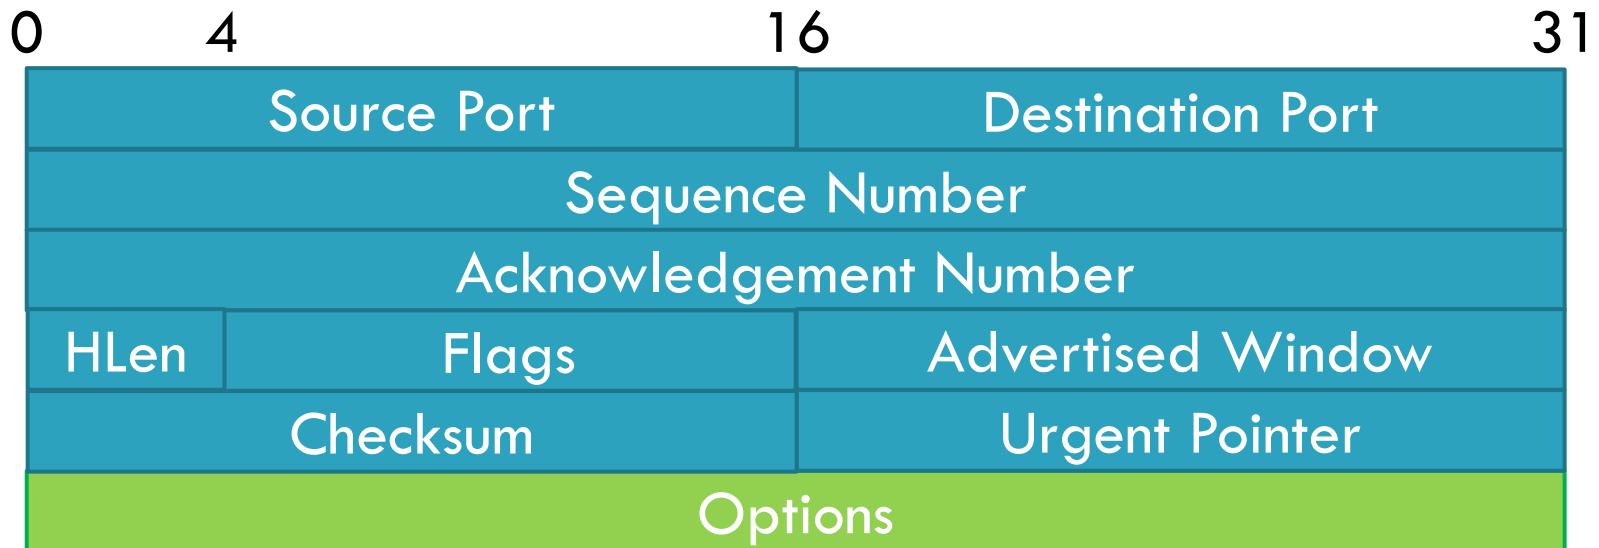 0 4 16 31
Source Port Destination Port
Sequence Number
Acknowledgement Number
HLen Flags Advertised Window
Checksum Urgent Pointer
Options